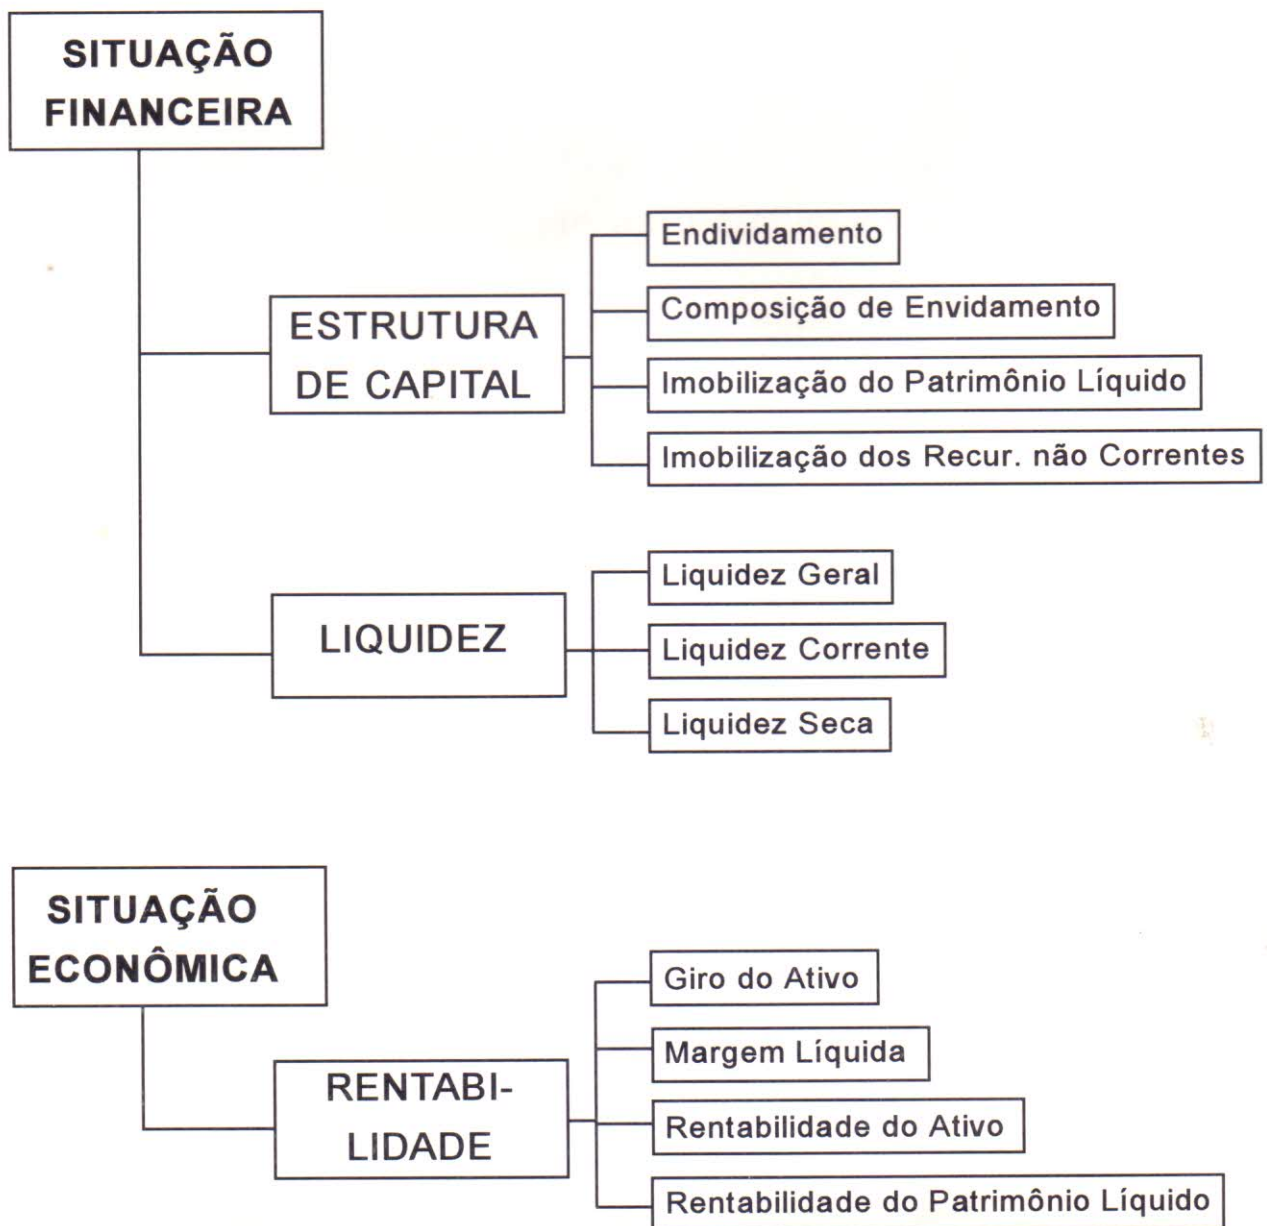 SITUAÇÃO
FINANCEIRA
Endividamento
ESTRUTURA
DE CAPITAL
Composição de Envidamento
Imobilização do Patrimônio Líquido
Imobilização dos Recur. não Correntes
Liquidez Geral
LIQUIDEZ
Liquidez Corrente
Liquidez Seca
SITUAÇÃO
ECONÔMICA
Giro do Ativo
Margem Líquida
RENTABI-
LIDADE
Rentabilidade do Ativo
Rentabilidade do Patrimônio Líquido